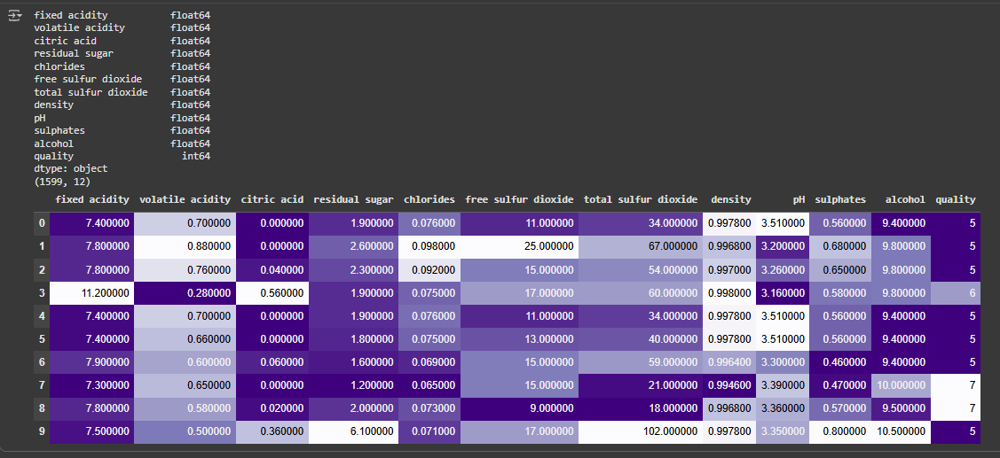 fixed acidity float64
volatile acidity float64
citric acid float64
residual sugar float64
chlorides float64
free sulfur dioxide float64
total sulfur dioxide float64
density float64
pH float64
sulphates float64
alcohol float64
quality int64
dtype: object
(1599, 12)
fixed acidity volatile acidity citric acid residual sugar chlorides free sulfur dioxide total sulfur dioxide density pH sulphates alcohol quality
0 7.400000 0.700000 0.000000 1.900000 0.076000 11.000000 34.000000 0.997800 3.510000 0.560000 9.400000 5
1 7.800000 0.880000 0.000000 2.600000 0.098000 25.000000 67.000000 0.996800 3.200000 0.680000 9.800000 5
2 7.800000 0.760000 0.040000 2.300000 0.092000 15.000000 54.000000 0.997000 3.260000 0.650000 9.800000 5
3 11.200000 0.280000 0.560000 1.900000 0.075000 17.000000 60.000000 0.998000 3.160000 0.580000 9.800000 6
4 7.400000 0.700000 0.000000 1.900000 0.076000 11.000000 34.000000 0.997800 3.510000 0.560000 9.400000 5
5 7.400000 0.660000 0.000000 1.800000 0.075000 13.000000 40.000000 0.997800 3.510000 0.560000 9.400000 5
6 7.900000 0.600000 0.060000 1.600000 0.069000 15.000000 59.000000 0.996400 3.300000 0.460000 9.400000 5
7 7.300000 0.650000 0.000000 1.200000 0.065000 15.000000 21.000000 0.994600 3.390000 0.470000 10.000000 7
8 7.800000 0.580000 0.020000 2.000000 0.073000 9.000000 18.000000 0.996800 3.360000 0.570000 9.500000 7
9 7.500000 0.500000 0.360000 6.100000 0.071000 17.000000 102.000000 0.997800 3.350000 0.800000 10.500000 5